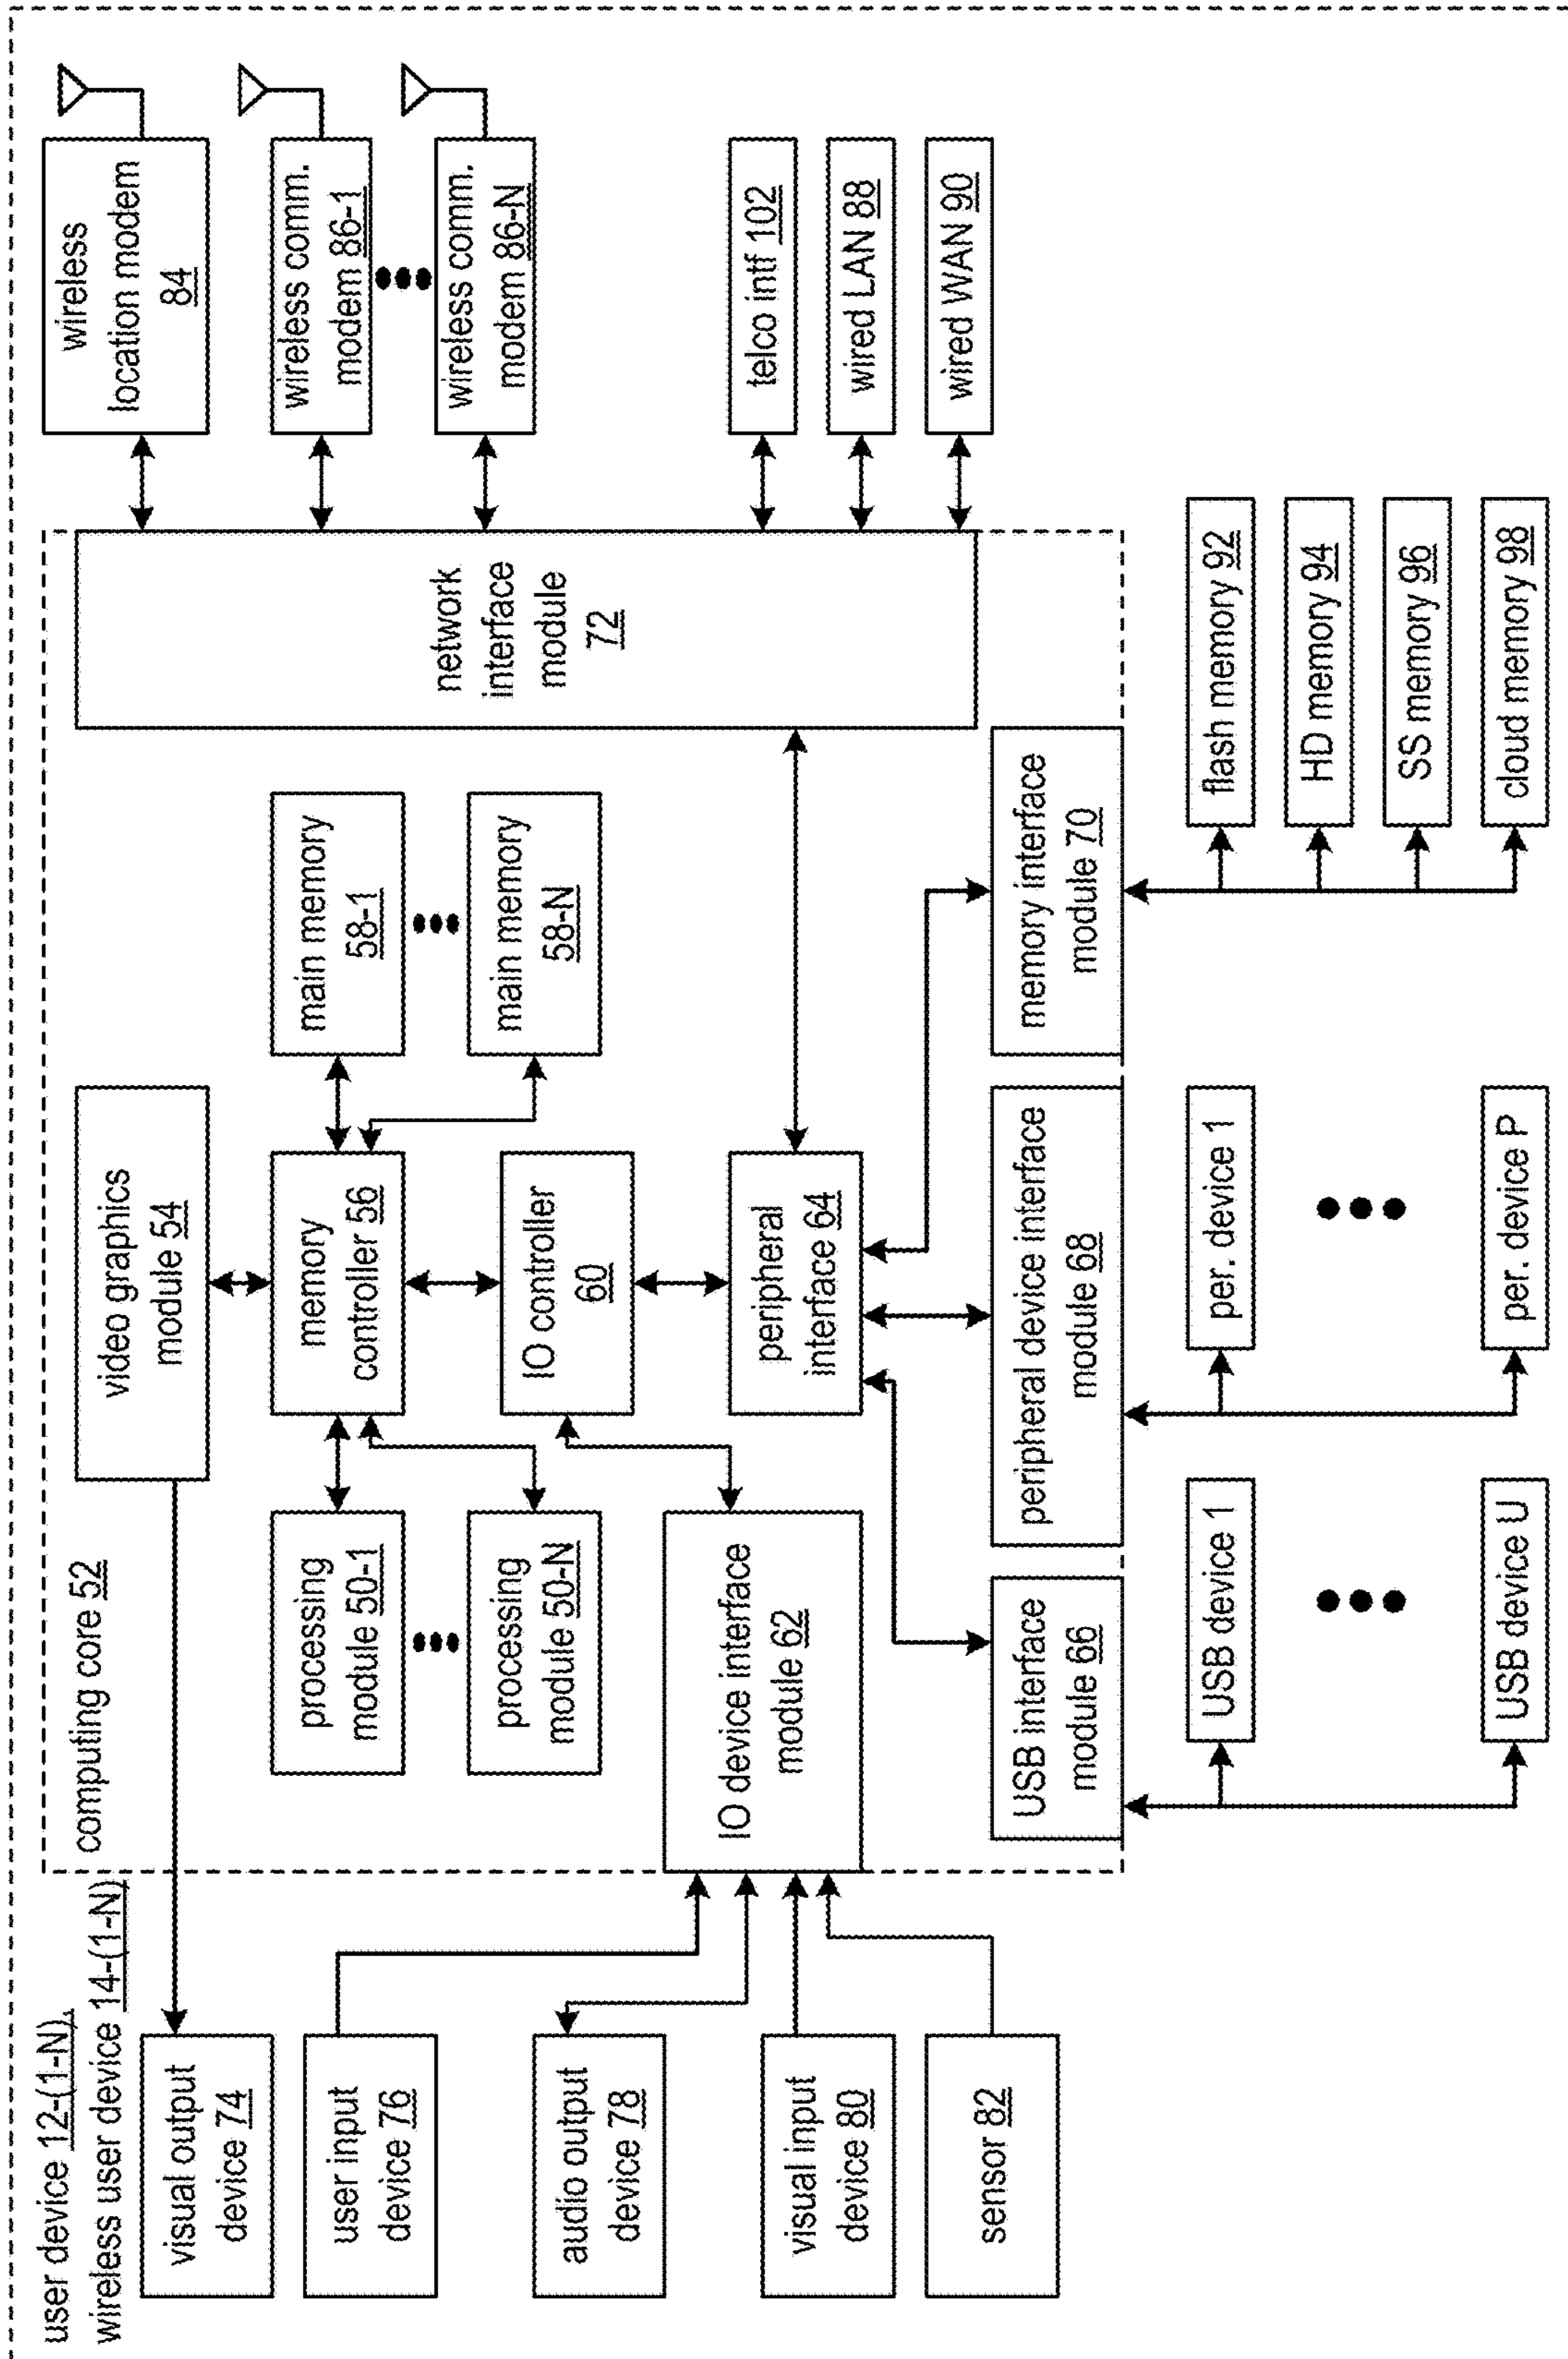 user device 12-(1-N),
wireless user device 14-(1-N)
computing core 52
visual output
device 74
user input
device 76
audio output
device 78
visual input
device 80
sensor 82
video graphics
module 54
processing
module 50-1
processing
module 50-N
memory
controller 56
main memory
58-1
main memory
58-N
IO controller
60
IO device interface
module 62
peripheral
interface 64
USB interface
module 66
peripheral device interface
module 68
memory interface
module 70
network
interface
module
72
wireless
location modem
84
wireless comm.
modem 86-1
wireless comm.
modem 86-N
telco intf 102
wired LAN 88
wired WAN 90
USB device 1
USB device U
per. device 1
per. device P
flash memory 92
HD memory 94
SS memory 96
cloud memory 98